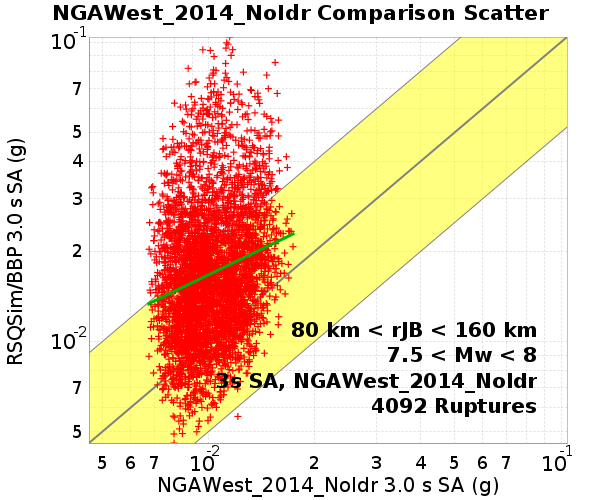 NGAWest_2014_NoIdr Comparison Scatter
RSQSim/BBP 3.0 s SA (g)
10-1
7
5
4
3
2
10-2
7
5
80 km < rJB < 160 km
7.5 < Mw < 8
3s SA, NGAWest_2014_NoIdr
4092 Ruptures
5 6 7 10-2 2 3 4 5 6 7 10-1
NGAWest_2014_NoIdr 3.0 s SA (g)